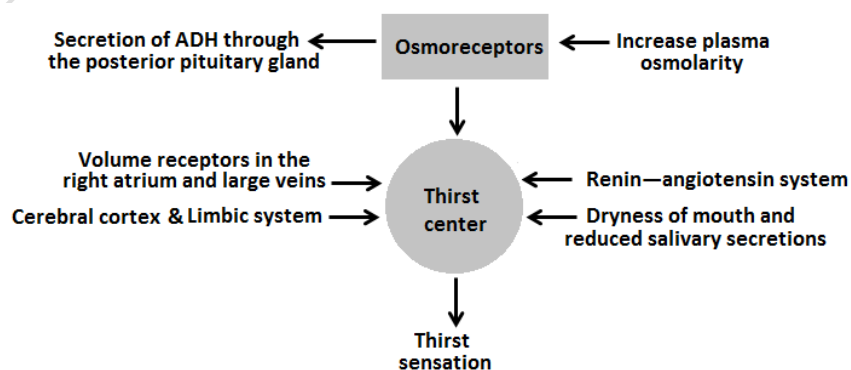 Secretion of ADH through
the posterior pituitary gland
Osmoreceptors
Increase plasma
osmolarity
Volume receptors in the
right atrium and large veins
Cerebral cortex & Limbic system
Thirst
center
Renin—angiotensin system
Dryness of mouth and
reduced salivary secretions
Thirst
sensation